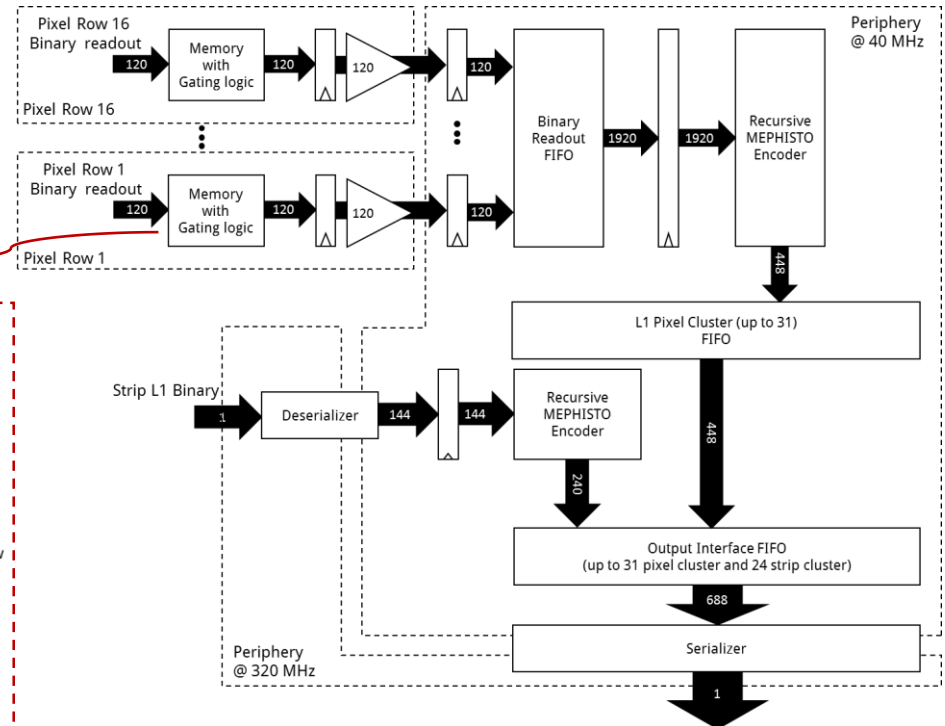 Pixel Row 16
Binary readout
120
Memory
with
Gating logic
120
120
120
Pixel Row 16
Periphery
@ 40 MHz
Binary
Readout
FIFO
1920
1920
Recursive
MEPHISTO
Encoder
Pixel Row 1
Binary readout
120
Memory
with
Gating logic
120
120
120
Pixel Row 1
448
L1 Pixel Cluster (up to 31)
FIFO
Strip L1 Binary
1
Deserializer
144
144
Recursive
MEPHISTO
Encoder
448
240
Output Interface FIFO
(up to 31 pixel cluster and 24 strip cluster)
688
Serializer
Periphery
@ 320 MHz
1